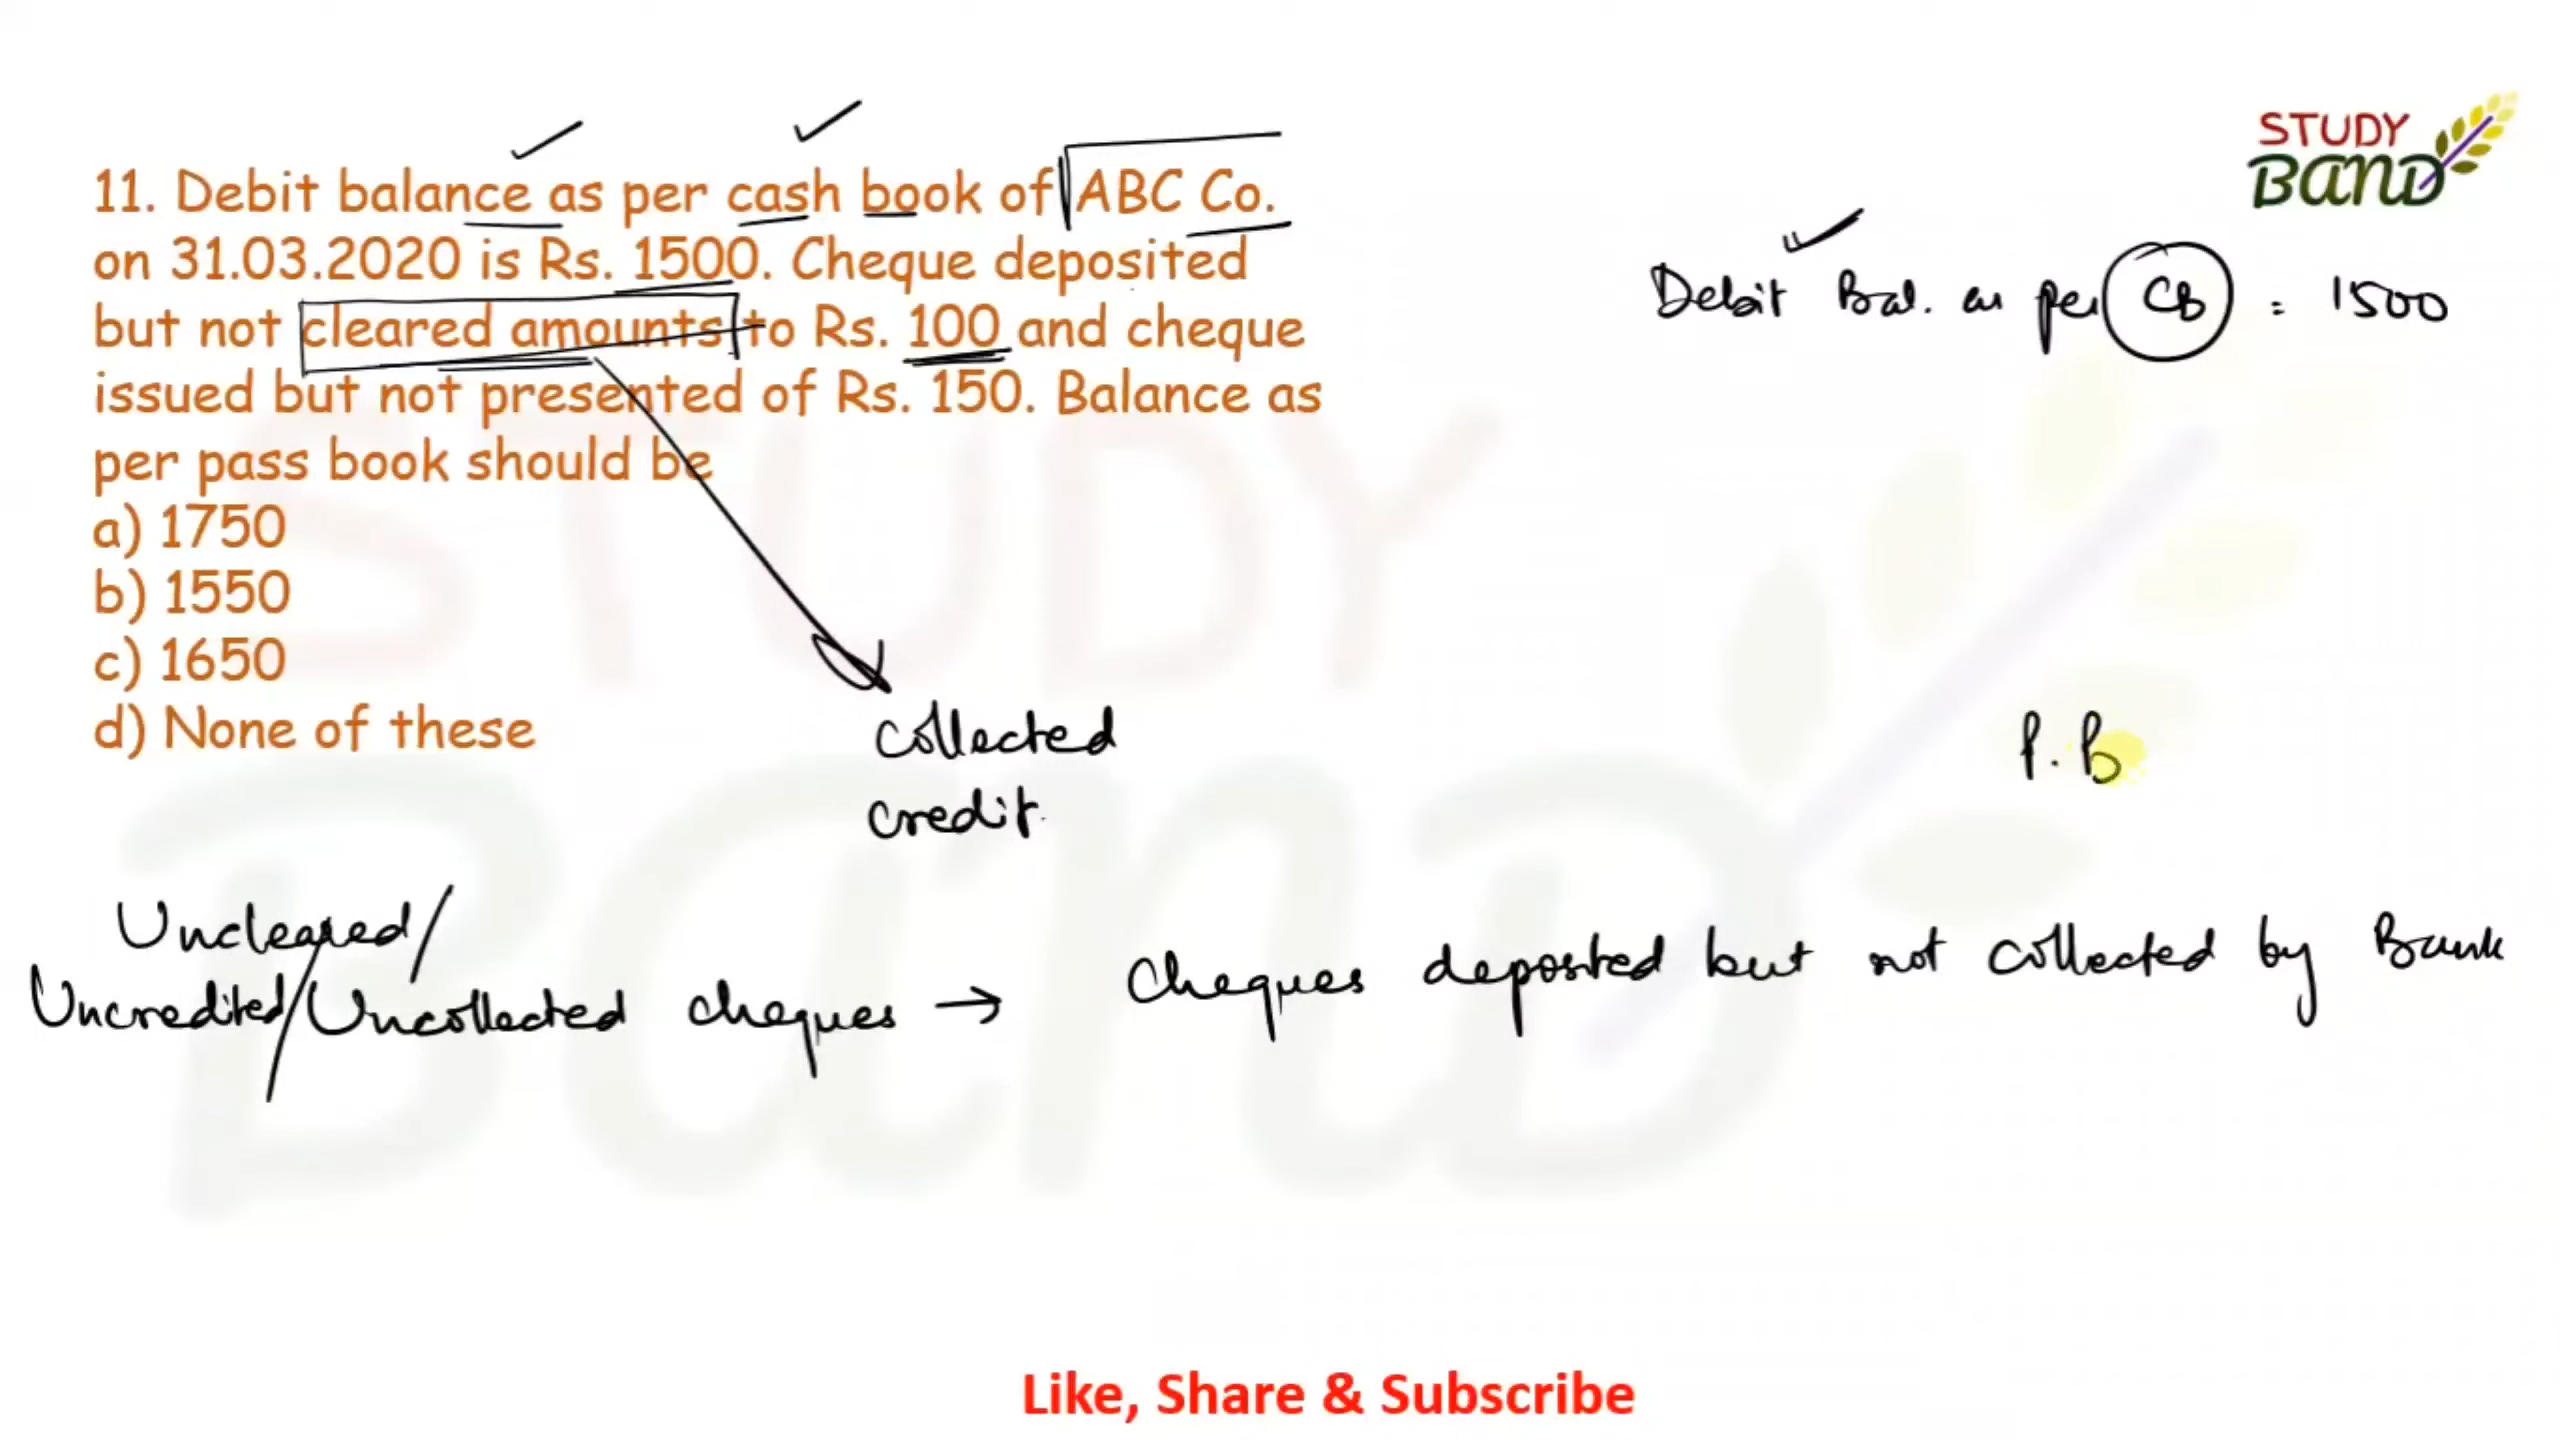 STUDY
BAND
11. Debit balance as per cash book of ABC Co.
on 31.03.2020 is Rs. 1500. Cheque deposited
but not cleared amounts to Rs. 100 and cheque
issued but not presented of Rs. 150. Balance as
per pass book should be
a) 1750
b) 1550
c) 1650
d) None of these
Debit Bal. as per CB = 1500
P.B
collected
credit.
Uncleared/
Uncredited/Uncollected cheques → Cheques deposited but not collected by Bank
STUDY
BAND
Like, Share & Subscribe